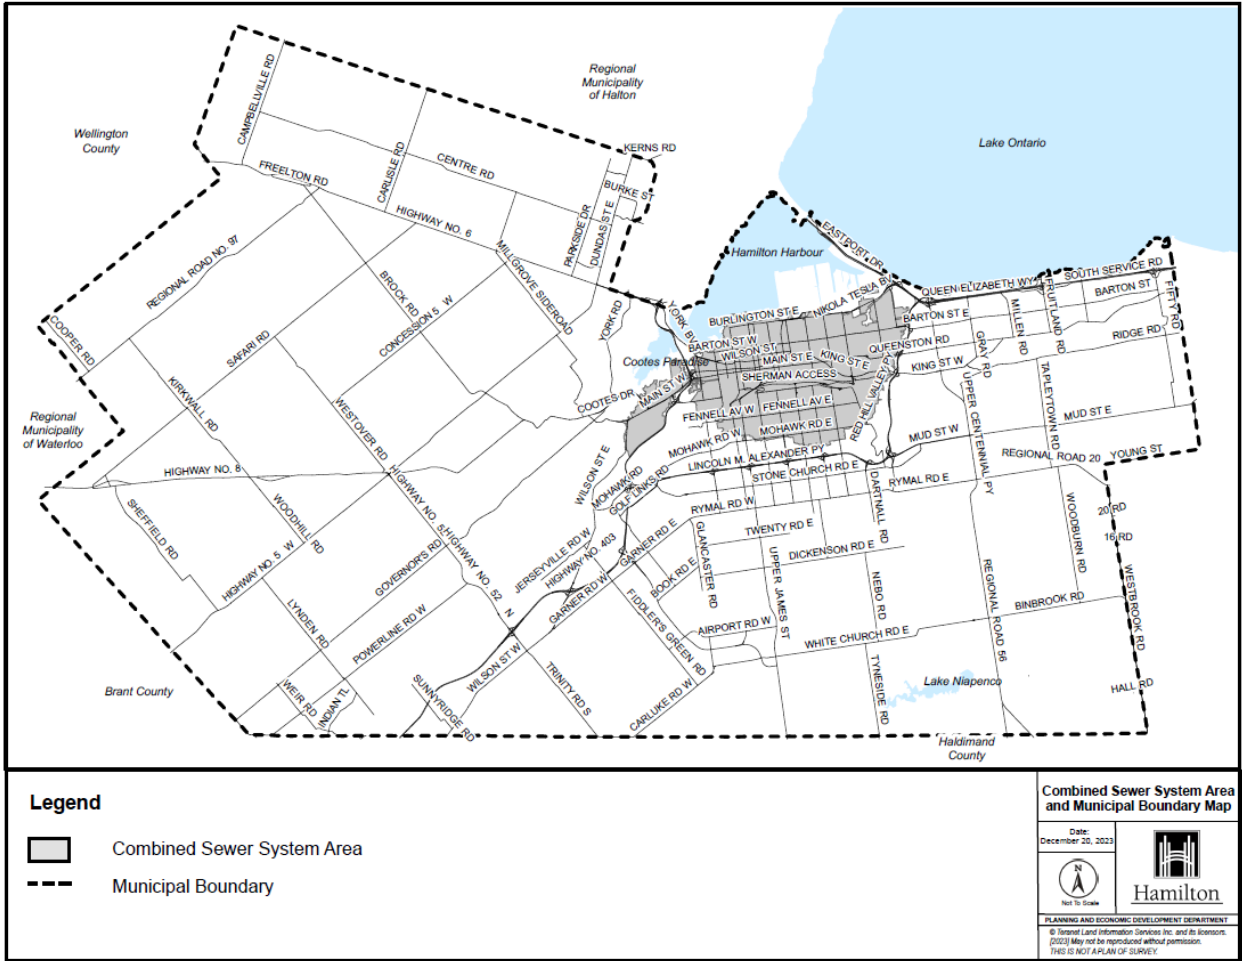 Regional
Municipality
of Halton
Wellington
County
Lake Ontario
CAMPBELLVILLE RD
KERNS RD
CENTRE RD
CARLISLE RD
FREELTON RD
BURKE ST
HIGHWAY NO. 6
PARKSIDE DR
DUNDAS ST E
EASTPORT DR
Hamilton Harbour
REGIONAL ROAD NO. 97
MILLGROVE SIDEROAD
BROCK RD
CONCESSION 5 W
SAFARI RD
COOPER RD
YORK RD
YORK BV
QUEEN ELIZABETH WY
SOUTH SERVICE RD
NIKOLA TESLA BV
BURLINGTON ST E
BARTON ST
FRUITLAND RD
FIFTY RD
MILLEN RD
BARTON ST E
BARTON ST W
WILSON ST
MAIN ST E
KING ST E
QUEENSTON RD
GRAY RD
RIDGE RD
Cootes Paradise
SHERMAN ACCESS
KING ST W
MAIN ST W
COOTES DR
RED HILL VALLEY PY
UPPER CENTENNIAL PY
TAPLEYTOWN RD
KIRKWALL RD
WESTOVER RD
FENNELL AV W
FENNELL AV E
MUD ST E
MUD ST W
MOHAWK RD W
MOHAWK RD E
Regional
Municipality
of Waterloo
LINCOLN M. ALEXANDER PY
REGIONAL ROAD 20
YOUNG ST
STONE CHURCH RD E
HIGHWAY NO. 8
WILSON ST E
MOHAWK RD
GOLF LINKS RD
RYMAL RD E
RYMAL RD W
DARTNALL RD
SHEFFIELD RD
WOODHILL RD
HIGHWAY NO. 52
HIGHWAY NO. 52 N
WOODBURN RD
20 RD
16 RD
GLANCASTER RD
TWENTY RD E
DICKENSON RD E
GARNER RD E
JERSEYVILLE RD W
HIGHWAY NO. 403
GOVERNOR'S RD
HIGHWAY NO. 5 W
BOOK RD E
UPPER JAMES ST
NEBO RD
REGIONAL ROAD 56
WESTBROOK RD
BINBROOK RD
GARNER RD W
FIDDLER'S GREEN RD
LYNDEN RD
POWERLINE RD W
AIRPORT RD W
WHITE CHURCH RD E
WILSON ST W
TRINITY RD S
TYNESIDE RD
Lake Niapenco
HALL RD
Brant County
WEIR RD
INDIAN TL
SUNNYRIDGE RD
CARLUKE RD W
Haldimand
County
Legend
Combined Sewer System Area
Municipal Boundary
Combined Sewer System Area
and Municipal Boundary Map
Date:
December 20, 2023
N
Not To Scale
Hamilton
PLANNING AND ECONOMIC DEVELOPMENT DEPARTMENT
© Teranet Land Information Services Inc. and its licensors.
[2023] May not be reproduced without permission.
THIS IS NOT A PLAN OF SURVEY.